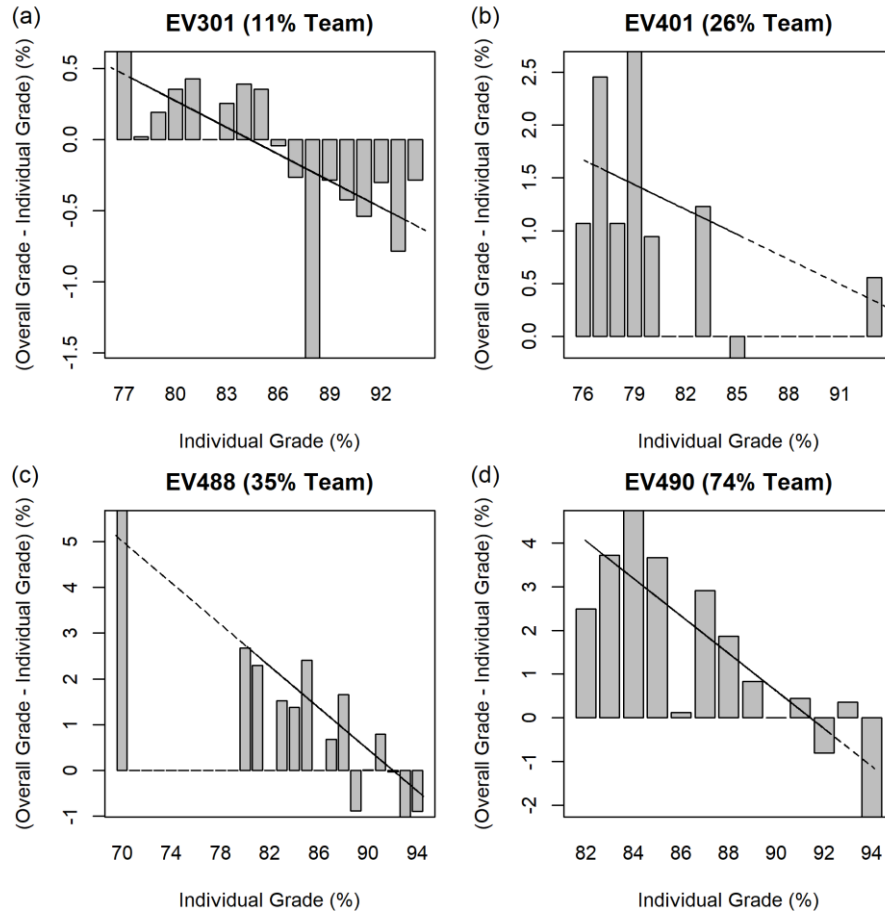 (a)
EV301 (11% Team)
(Overall Grade - Individual Grade) (%)
0.5
0.0
-0.5
-1.0
-1.5
77 80 83 86 89 92
Individual Grade (%)
(b)
EV401 (26% Team)
(Overall Grade - Individual Grade) (%)
2.5
2.0
1.5
1.0
0.5
0.0
76 79 82 85 88 91
Individual Grade (%)
(c)
EV488 (35% Team)
(Overall Grade - Individual Grade) (%)
5
4
3
2
1
0
-1
70 74 78 82 86 90 94
Individual Grade (%)
(d)
EV490 (74% Team)
(Overall Grade - Individual Grade) (%)
4
3
2
1
0
-1
-2
82 84 86 88 90 92 94
Individual Grade (%)